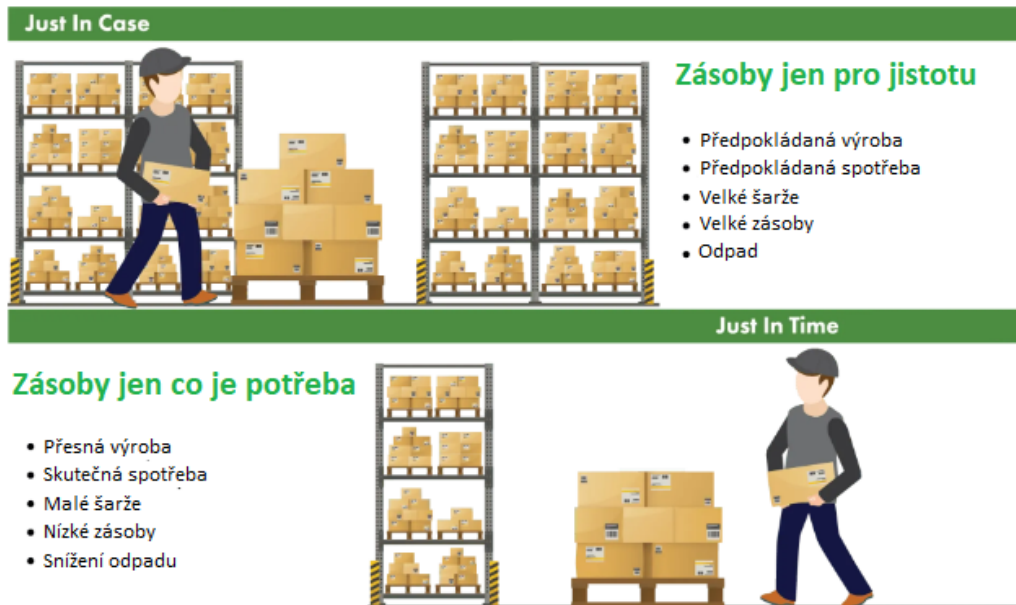 Just In Case
Zásoby jen pro jistotu
• Předpokládaná výroba
• Předpokládaná spotřeba
• Velké šarže
• Velké zásoby
• Odpad
Just In Time
Zásoby jen co je potřeba
• Přesná výroba
• Skutečná spotřeba
• Malé šarže
• Nízké zásoby
• Snížení odpadu